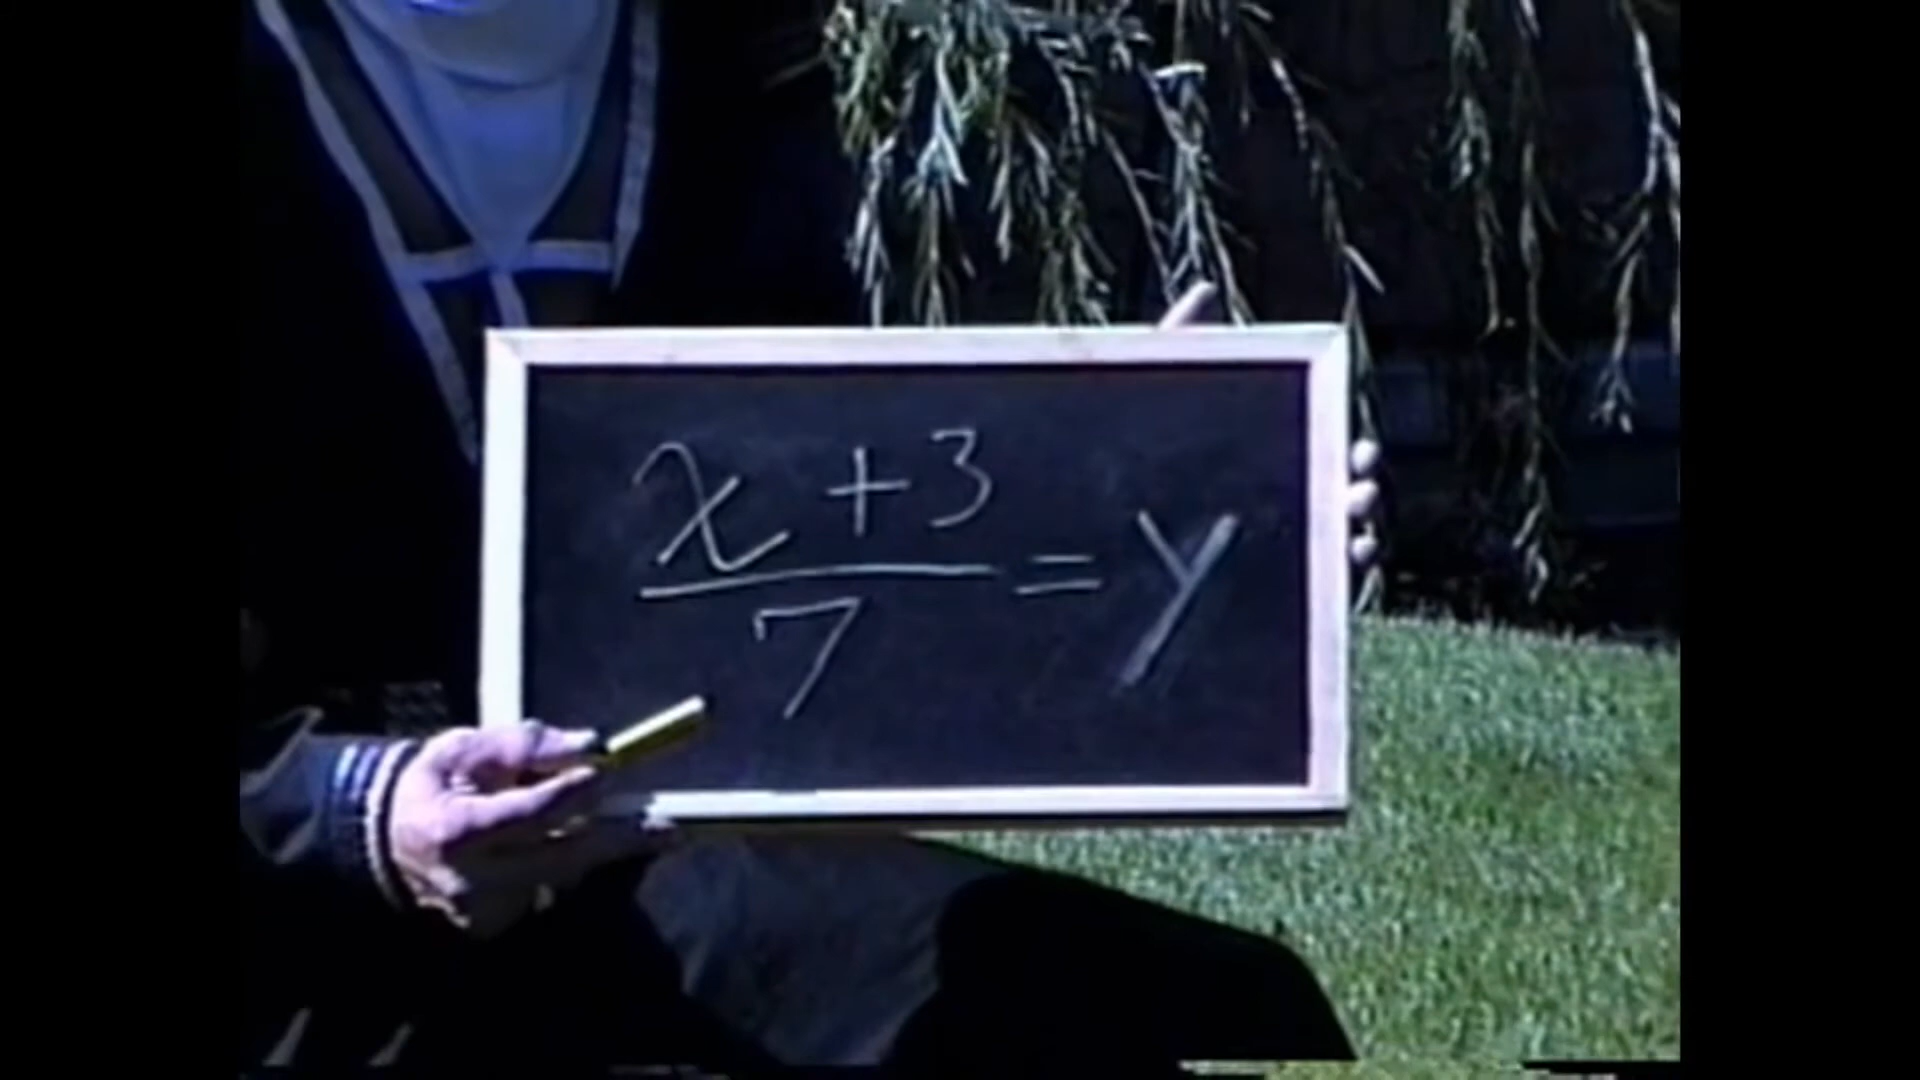 x + 3
7
= y